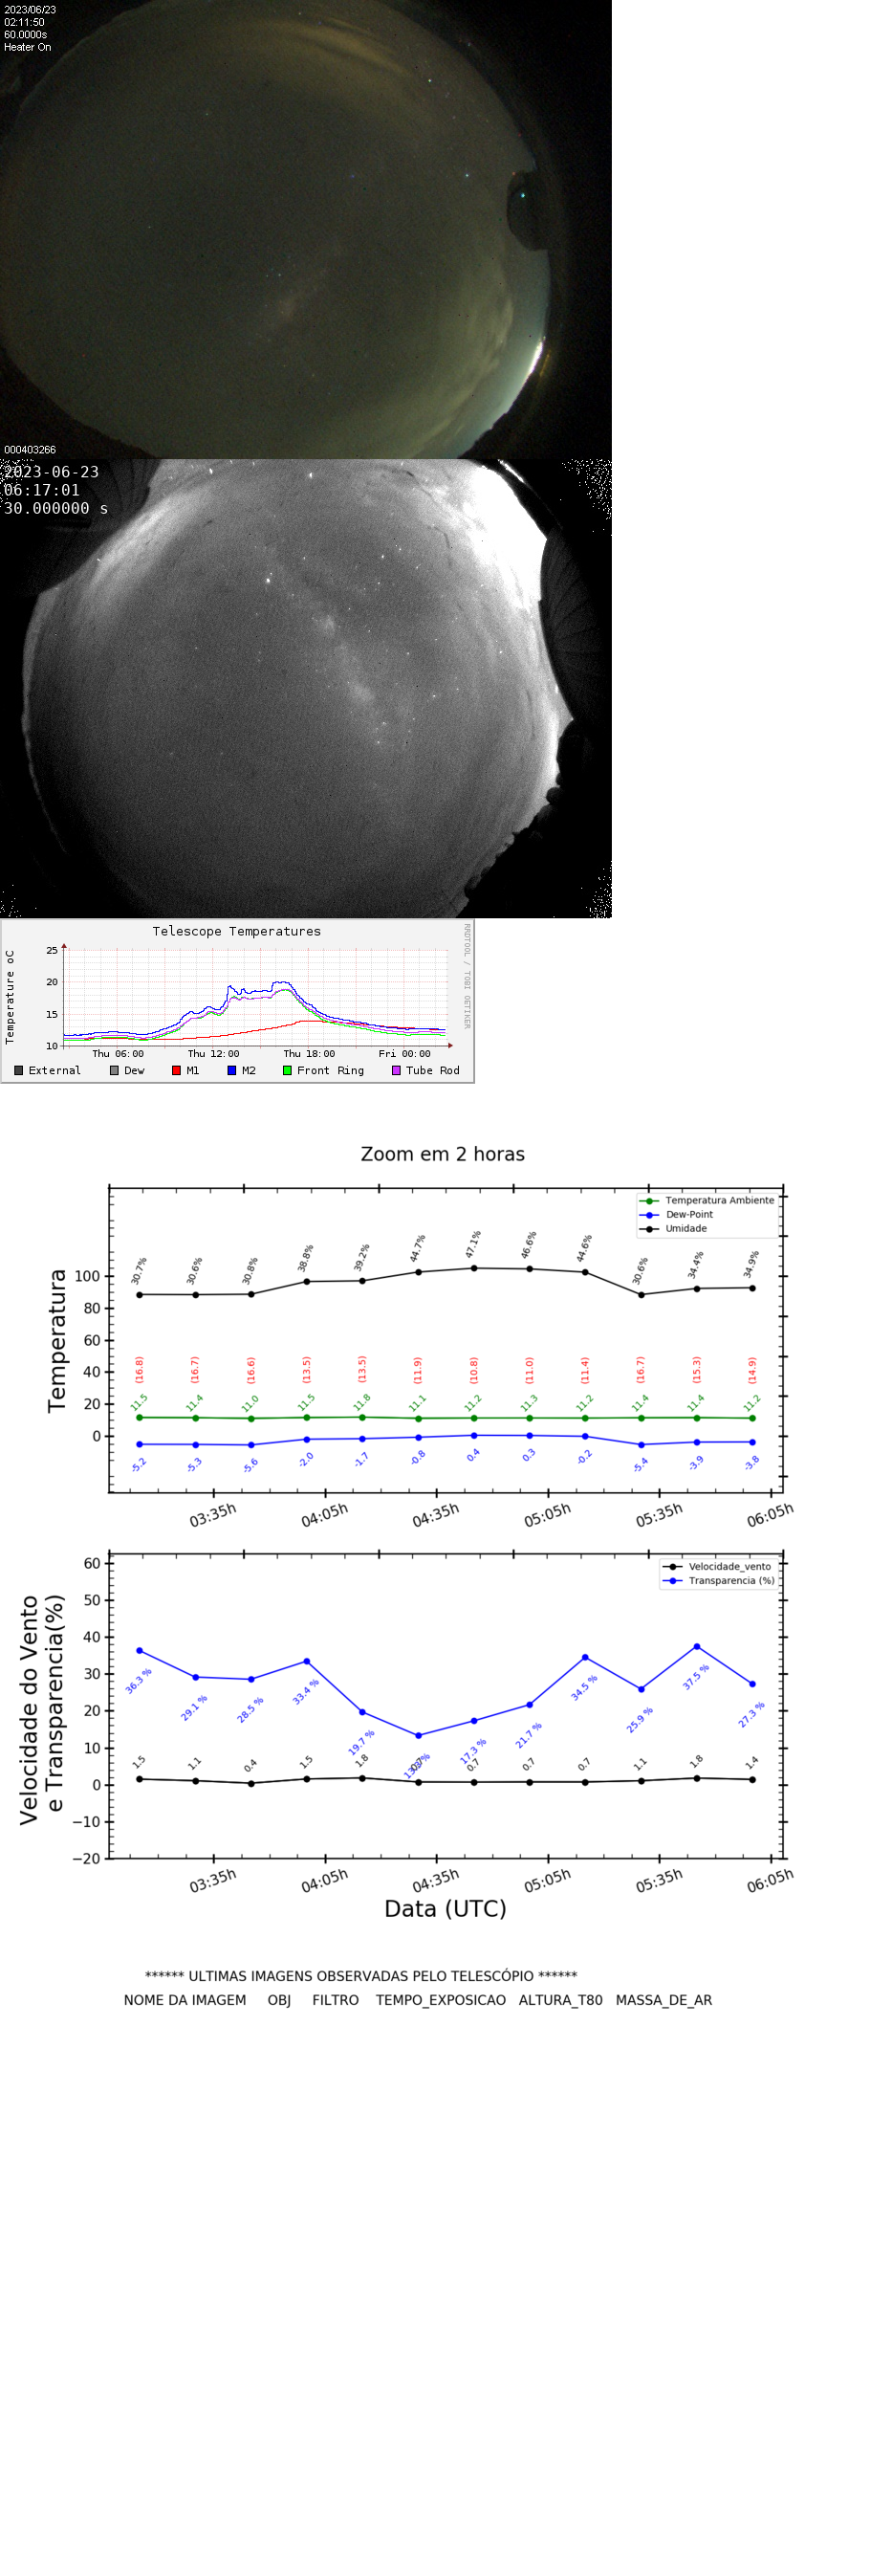 2023/06/23
02:11:50
60.0000s
Heater On
000403266
2023-06-23
06:17:01
30.000000 s
Telescope Temperatures
RRDTOOL / TOBI OETIKER
Temperature oC
25
20
15
10
Thu 06:00 Thu 12:00 Thu 18:00 Fri 00:00
External Dew M1 M2 Front Ring Tube Rod
Zoom em 2 horas
Temperatura Ambiente
Dew-Point
Umidade
Temperatura
100
80
60
40
20
0
30.7% 30.6% 30.8% 38.8% 39.2% 44.7% 47.1% 46.6% 44.6% 30.6% 34.4% 34.9%
(16.8) (16.7) (16.6) (13.5) (13.5) (11.9) (10.8) (11.0) (11.4) (16.7) (15.3) (14.9)
11.5 11.4 11.0 11.5 11.8 11.1 11.2 11.3 11.2 11.4 11.4 11.2
-5.2 -5.3 -5.6 -2.0 -1.7 -0.8 0.4 0.3 -0.2 -5.4 -3.9 -3.8
03:35h 04:05h 04:35h 05:05h 05:35h 06:05h
Velocidade_vento
Transparencia (%)
Velocidade do Vento
e Transparencia(%)
60
50
40
30
20
10
0
−10
−20
36.3 % 29.1 % 28.5 % 33.4 % 19.7 % 17.3 % 21.7 % 34.5 % 25.9 % 37.5 % 27.3 %
1.5 1.1 0.4 1.5 1.8 0.7 0.7 0.7 1.1 1.8 1.4
03:35h 04:05h 04:35h 05:05h 05:35h 06:05h
Data (UTC)
****** ULTIMAS IMAGENS OBSERVADAS PELO TELESCÓPIO ******
NOME DA IMAGEM OBJ FILTRO TEMPO_EXPOSICAO ALTURA_T80 MASSA_DE_AR